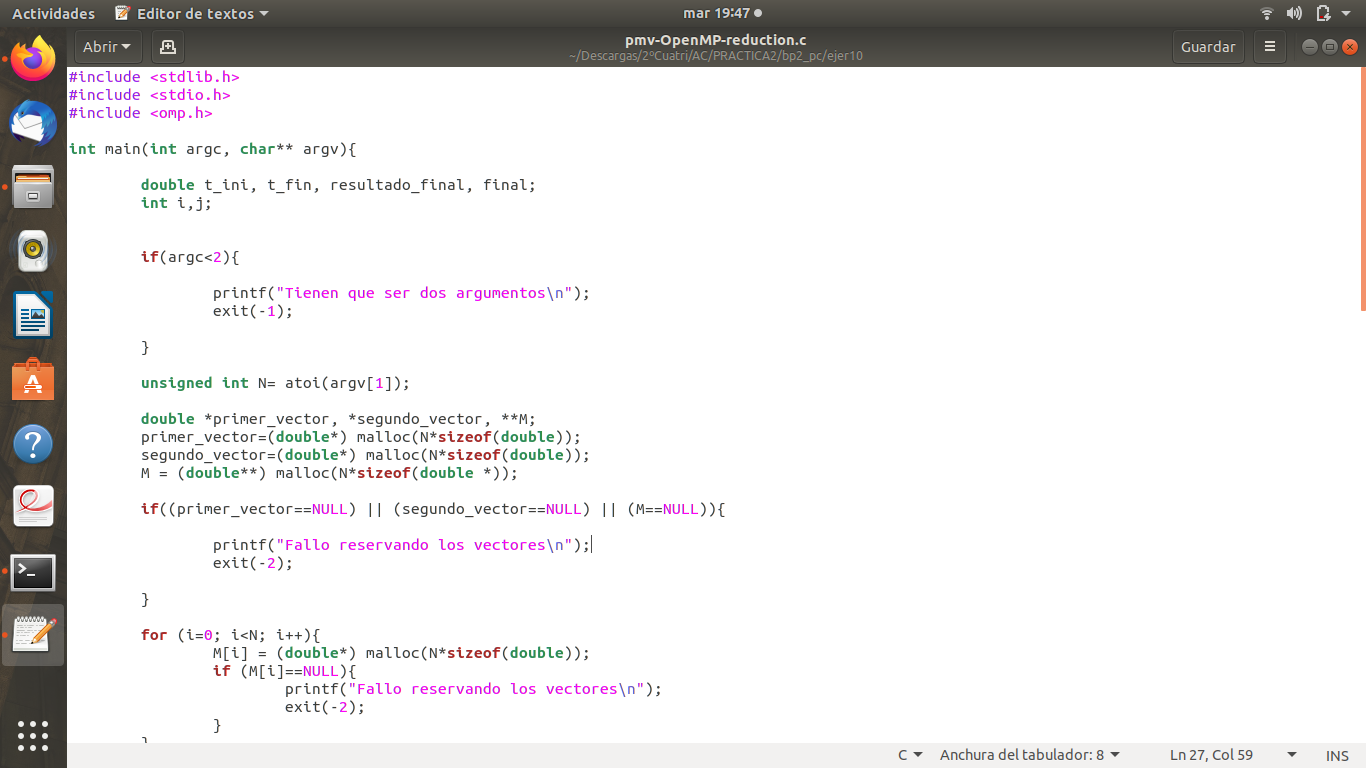 Actividades Editor de textos mar 19:47
Abrir pmv-OpenMP-reduction.c Guardar
~/Descargas/2ºCuatri/AC/PRACTICA2/bp2_pc/ejer10
#include <stdlib.h>
#include <stdio.h>
#include <omp.h>
int main(int argc, char** argv){
double t_ini, t_fin, resultado_final, final;
int i,j;
if(argc<2){
printf("Tienen que ser dos argumentos\n");
exit(-1);
}
unsigned int N= atoi(argv[1]);
double *primer_vector, *segundo_vector, **M;
primer_vector=(double*) malloc(N*sizeof(double));
segundo_vector=(double*) malloc(N*sizeof(double));
M = (double**) malloc(N*sizeof(double *));
if((primer_vector==NULL) || (segundo_vector==NULL) || (M==NULL)){
printf("Fallo reservando los vectores\n");
exit(-2);
}
for (i=0; i<N; i++){
M[i] = (double*) malloc(N*sizeof(double));
if (M[i]==NULL){
printf("Fallo reservando los vectores\n");
exit(-2);
}
}
C Anchura del tabulador: 8 Ln 27, Col 59 INS